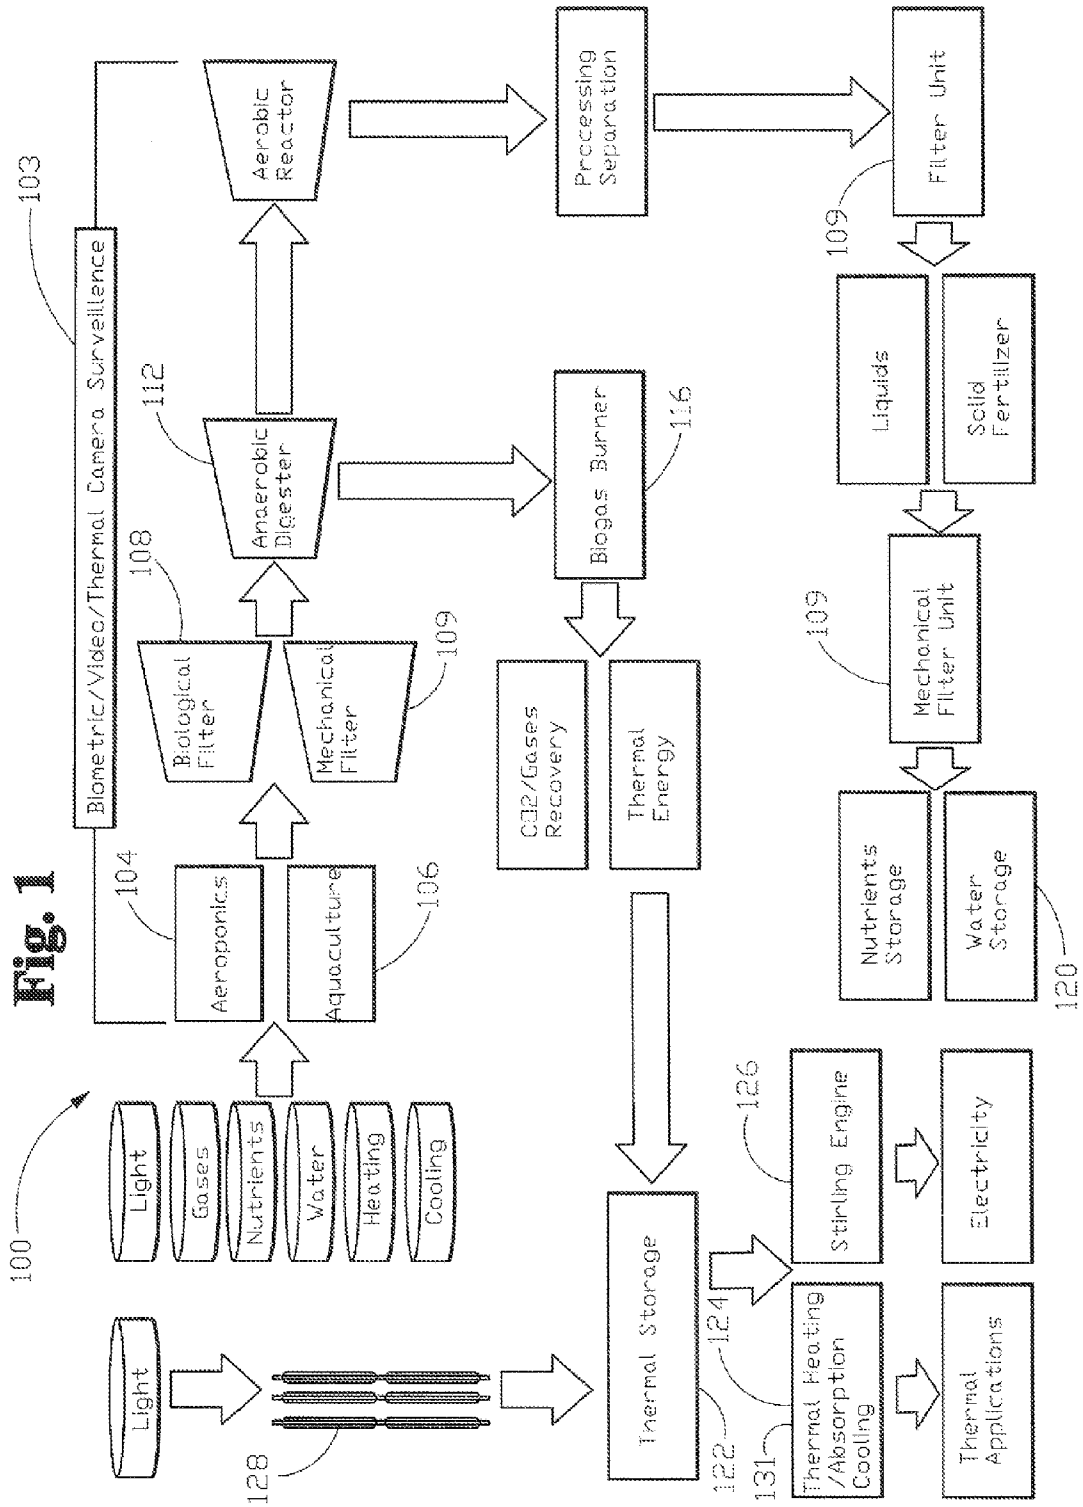 Fig. 1
100
Biometric/Video/Thermal Camera Surveillence
103
Light
Light
Gases
Nutrients
Water
Heating
Cooling
104
Aeroponics
Aquaculture
106
108
Biological
Filter
Mechanical
Filter
109
112
Anaerobic
Digester
Aerobic
Reactor
128
Thermal Storage
122
CO2/Gases
Recovery
Thermal
Energy
Biogas Burner
116
Processing
Separation
124
131
Thermal Heating
/Absorption
Cooling
126
Stirling Engine
Thermal
Applications
Electricity
Nutrients
Storage
Water
Storage
120
Mechanical
Filter Unit
109
Liquids
Solid
Fertilizer
Filter Unit
109